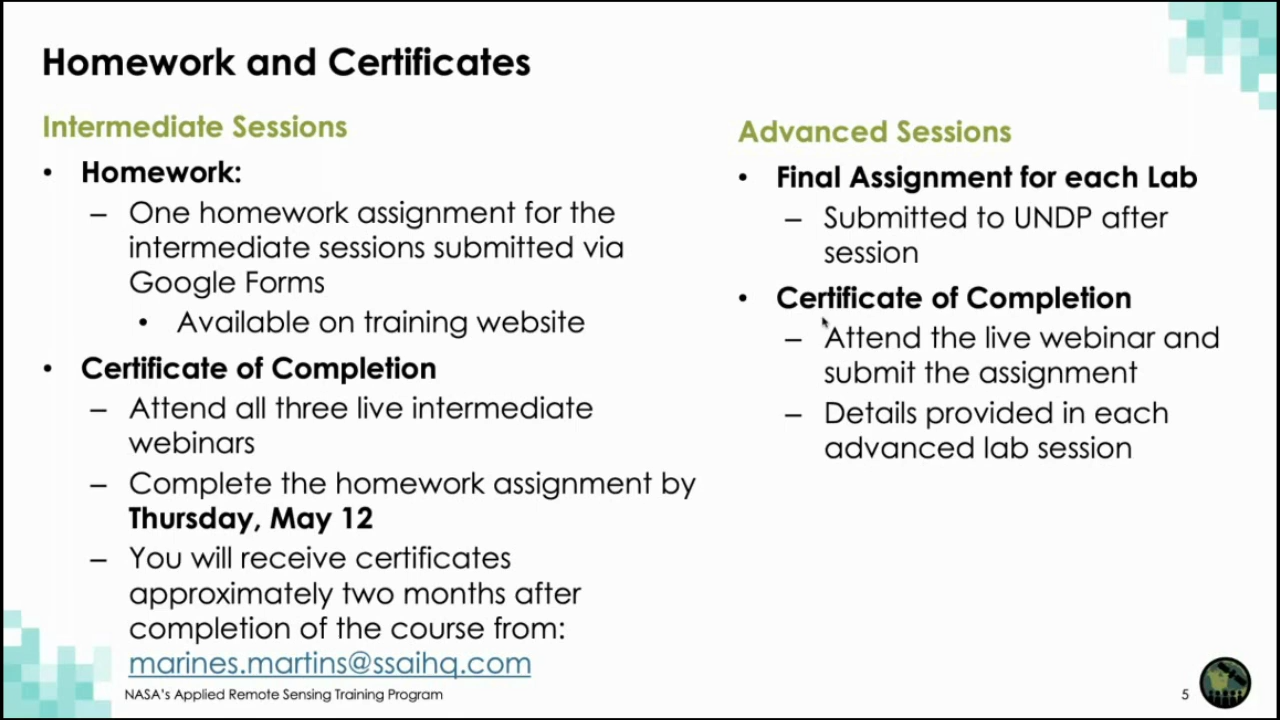 Homework and Certificates
Intermediate Sessions
• Homework:
– One homework assignment for the
intermediate sessions submitted via
Google Forms
• Available on training website
• Certificate of Completion
– Attend all three live intermediate
webinars
– Complete the homework assignment by
Thursday, May 12
– You will receive certificates
approximately two months after
completion of the course from:
marines.martins@ssaihq.com
Advanced Sessions
• Final Assignment for each Lab
– Submitted to UNDP after
session
• Certificate of Completion
– Attend the live webinar and
submit the assignment
– Details provided in each
advanced lab session
NASA's Applied Remote Sensing Training Program
5